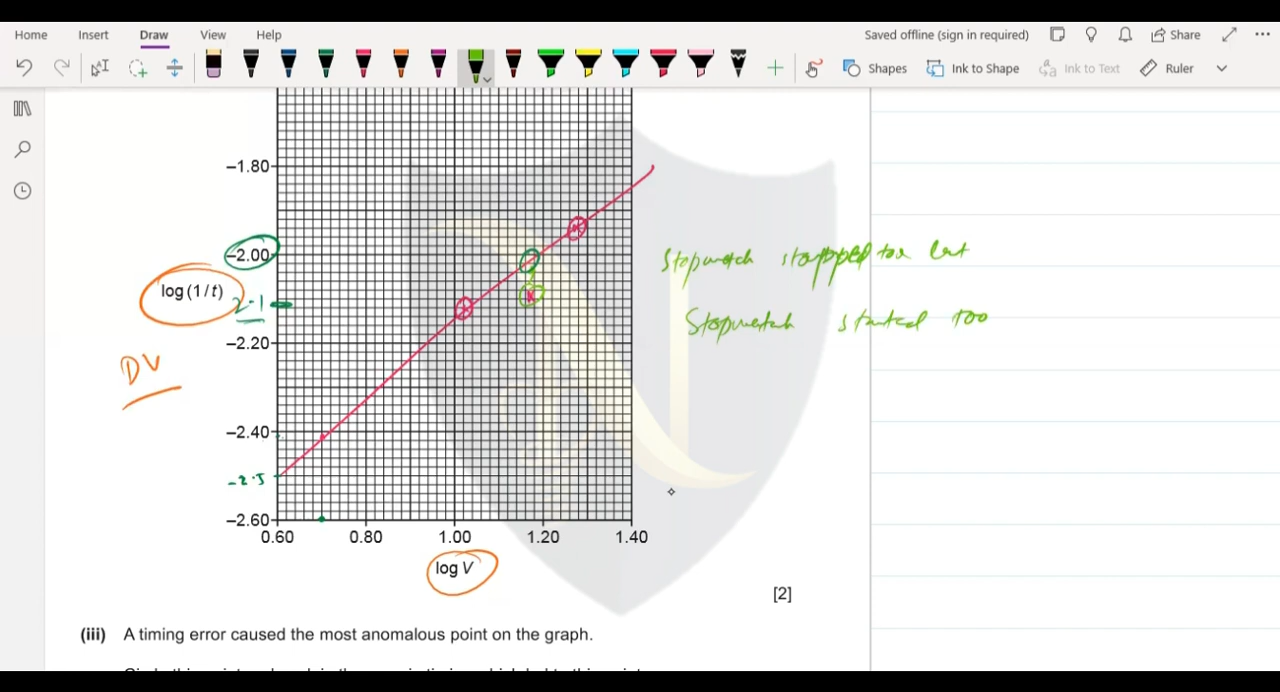 Home Insert Draw View Help Saved offline (sign in required) Share
Shapes Ink to Shape Ink to Text Ruler
−1.80
−2.00
log (1/t)
2.1
Stopwatch stopped too
−2.20
Stopwatch started too
DV
−2.40
-2.5
−2.60
0.60 0.80 1.00 1.20 1.40
log V
[2]
(iii) A timing error caused the most anomalous point on the graph.